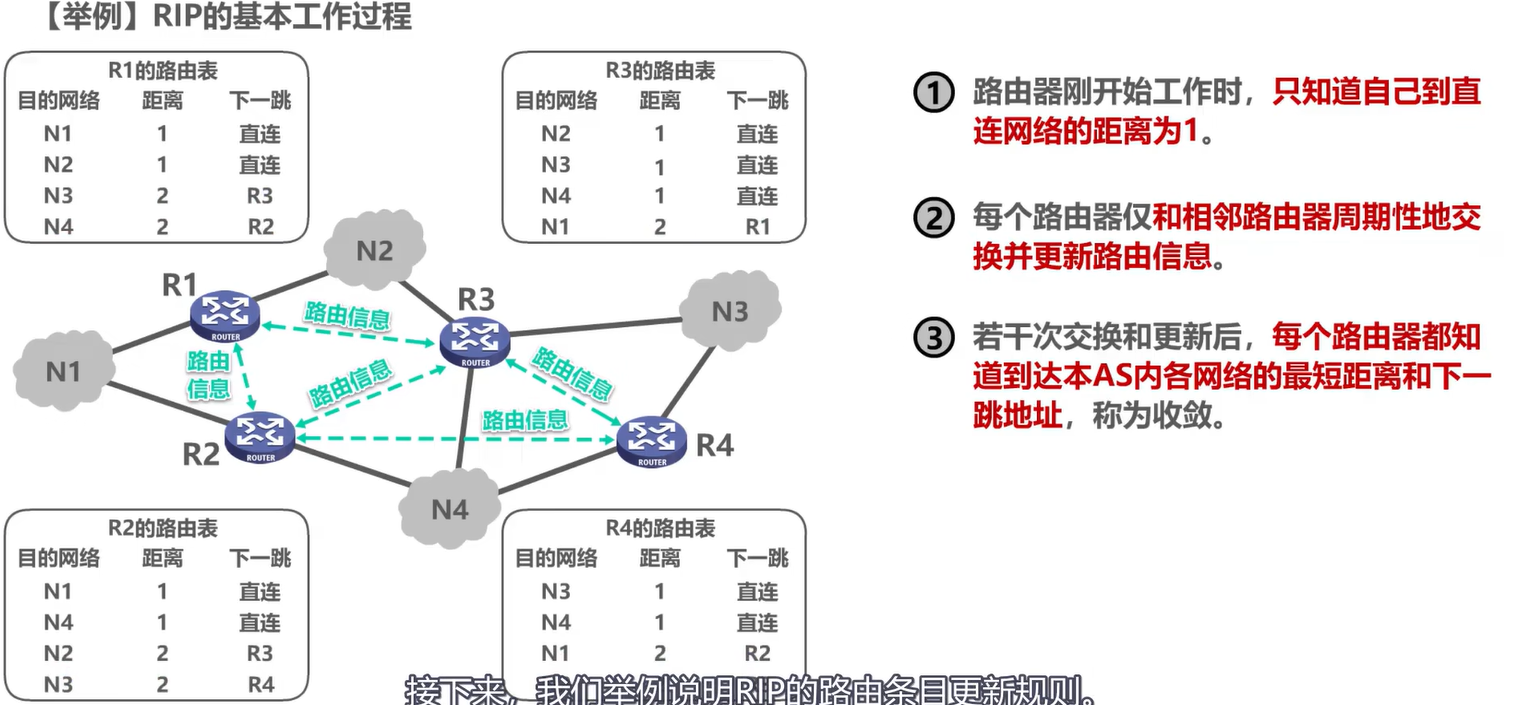 【举例】RIP的基本工作过程
R1的路由表
目的网络 距离 下一跳
N1 1 直连
N2 1 直连
N3 2 R3
N4 2 R2
R3的路由表
目的网络 距离 下一跳
N2 1 直连
N3 1 直连
N4 1 直连
N1 2 R1
① 路由器刚开始工作时，只知道自己到直
连网络的距离为1。
② 每个路由器仅和相邻路由器周期性地交
换并更新路由信息。
③ 若干次交换和更新后，每个路由器都知
道到达本AS内各网络的最短距离和下一
跳地址，称为收敛。
N2
R1
ROUTER
路由信息
R3
ROUTER
N3
N1
路由
信息
路由信息
路由信息
路由信息
R2
ROUTER
R4
ROUTER
N4
R2的路由表
目的网络 距离 下一跳
N1 1 直连
N4 1 直连
N2 2 R3
N3 2 R4
R4的路由表
目的网络 距离 下一跳
N3 1 直连
N4 1 直连
N1 2 R2
接下来，我们举例说明RIP的路由条目更新规则。